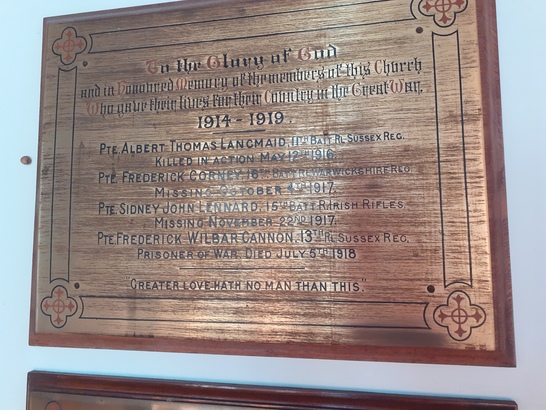 To the Glory of God
and in Honoured Memory of the members of this Church
Who gave their lives for their Country in the Great War,
1914 - 1919.
PTE. ALBERT THOMAS LANGMAID, 11TH BATT RL SUSSEX REG.
KILLED IN ACTION MAY 12TH 1916.
PTE. FREDERICK CORNEY 16TH BATT R. WARWICKSHIRE REG.
MISSING OCTOBER 4TH 1917.
PTE. SIDNEY JOHN LENNARD, 15TH BATT R. IRISH RIFLES.
MISSING NOVEMBER 22ND 1917.
PTE. FREDERICK WILBAR CANNON. 13TH RL SUSSEX REG.
PRISONER OF WAR. DIED JULY 5TH 1918
"GREATER LOVE HATH NO MAN THAN THIS."